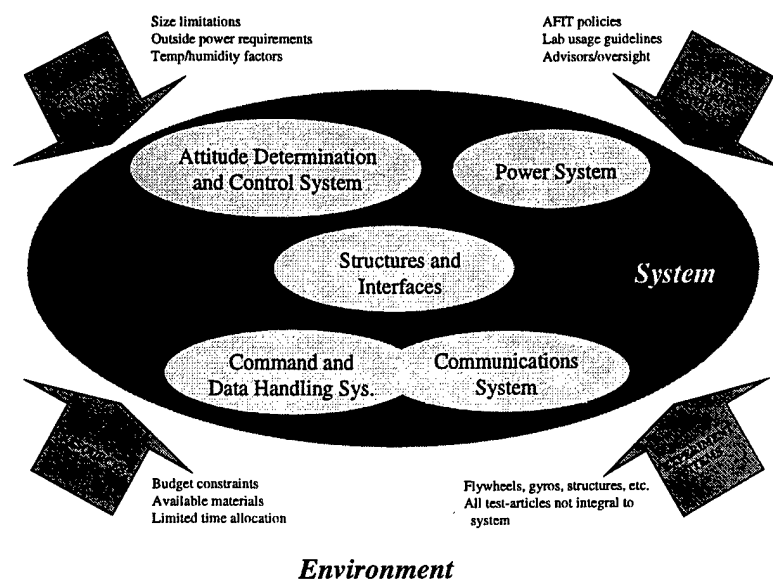 Size limitations
Outside power requirements
Temp/humidity factors
AFIT policies
Lab usage guidelines
Advisors/oversight
Attitude Determination
and Control System
Power System
Structures and
Interfaces
System
Command and
Data Handling Sys.
Communications
System
Budget constraints
Available materials
Limited time allocation
Flywheels, gyros, structures, etc.
All test-articles not integral to
system
Environment